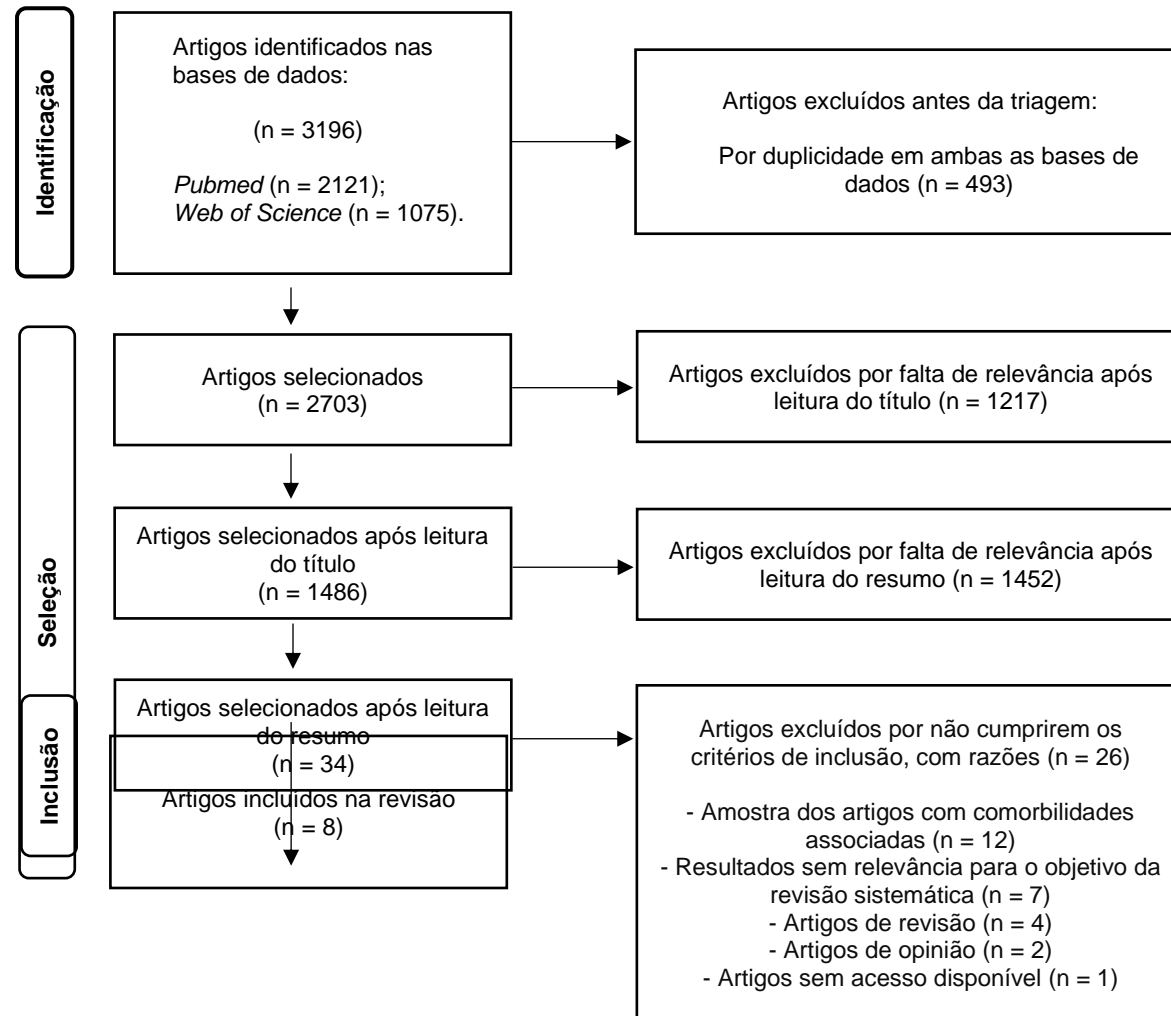 Identificação
Artigos identificados nas
bases de dados:
(n = 3196)
Pubmed (n = 2121);
Web of Science (n = 1075).
Artigos excluídos antes da triagem:
Por duplicidade em ambas as bases de
dados (n = 493)
Seleção
Artigos selecionados
(n = 2703)
Artigos excluídos por falta de relevância após
leitura do título (n = 1217)
Artigos selecionados após leitura
do título
(n = 1486)
Artigos excluídos por falta de relevância após
leitura do resumo (n = 1452)
Artigos selecionados após leitura
do resumo
(n = 34)
Artigos excluídos por não cumprirem os
critérios de inclusão, com razões (n = 26)
- Amostra dos artigos com comorbilidades
associadas (n = 12)
- Resultados sem relevância para o objetivo da
revisão sistemática (n = 7)
- Artigos de revisão (n = 4)
- Artigos de opinião (n = 2)
- Artigos sem acesso disponível (n = 1)
Inclusão
Artigos incluídos na revisão
(n = 8)